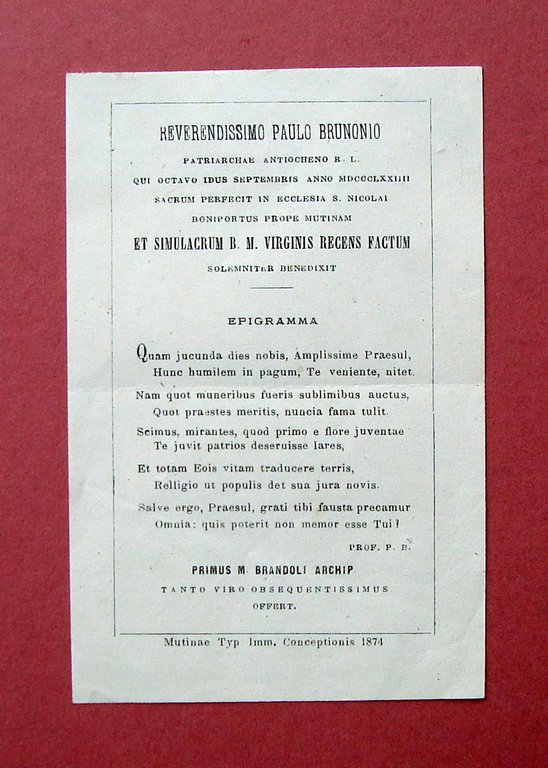 REVERENDISSIMO PAULO BRUNONIO
PATRIARCHAE ANTIOCHENO R. L.
QUI OCTAVO IDUS SEPTEMBRIS ANNO MDCCCLXXIIII
SACRUM PERFECIT IN ECCLESIA S. NICOLAI
BONIPORTUS PROPE MUTINAM
ET SIMULACRUM B. M. VIRGINIS RECENS FACTUM
SOLEMNITER BENEDIXIT
EPIGRAMMA
Quam jucunda dies nobis, Amplissime Praesul,
Hunc humilem in pagum, Te veniente, nitet.
Nam quot muneribus fueris sublimibus auctus,
Quot praestes meritis, nuncia fama tulit.
Scimus, mirantes, quod primo e flore juventae
Te juvit patrios deseruisse lares,
Et totam Eois vitam traducere terris,
Relligio ut populis det sua jura novis.
Salve ergo, Praesul, grati tibi fausta precamur
Omnia: quis poterit non memor esse Tui?
PROF. P. B.
PRIMUS M. BRANDOLI ARCHIP.
TANTO VIRO OBSEQUENTISSIMUS
OFFERT.
Mutinae Typ Imm. Conceptionis 1874